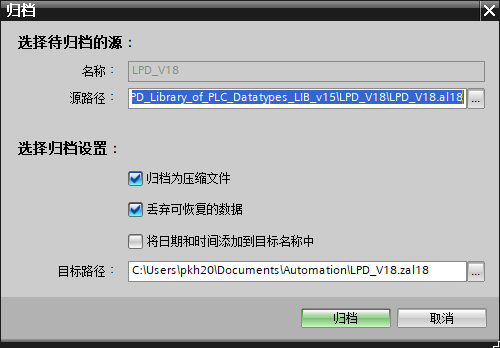 归档
选择待归档的源：
名称： LPD_V18
源路径： PD_Library_of_PLC_Datatypes_LIB_v15\LPD_V18\LPD_V18.al18 ...
选择归档设置：
归档为压缩文件
丢弃可恢复的数据
将日期和时间添加到目标名称中
目标路径： C:\Users\pkh20\Documents\Automation\LPD_V18.zal18 ...
归档 取消